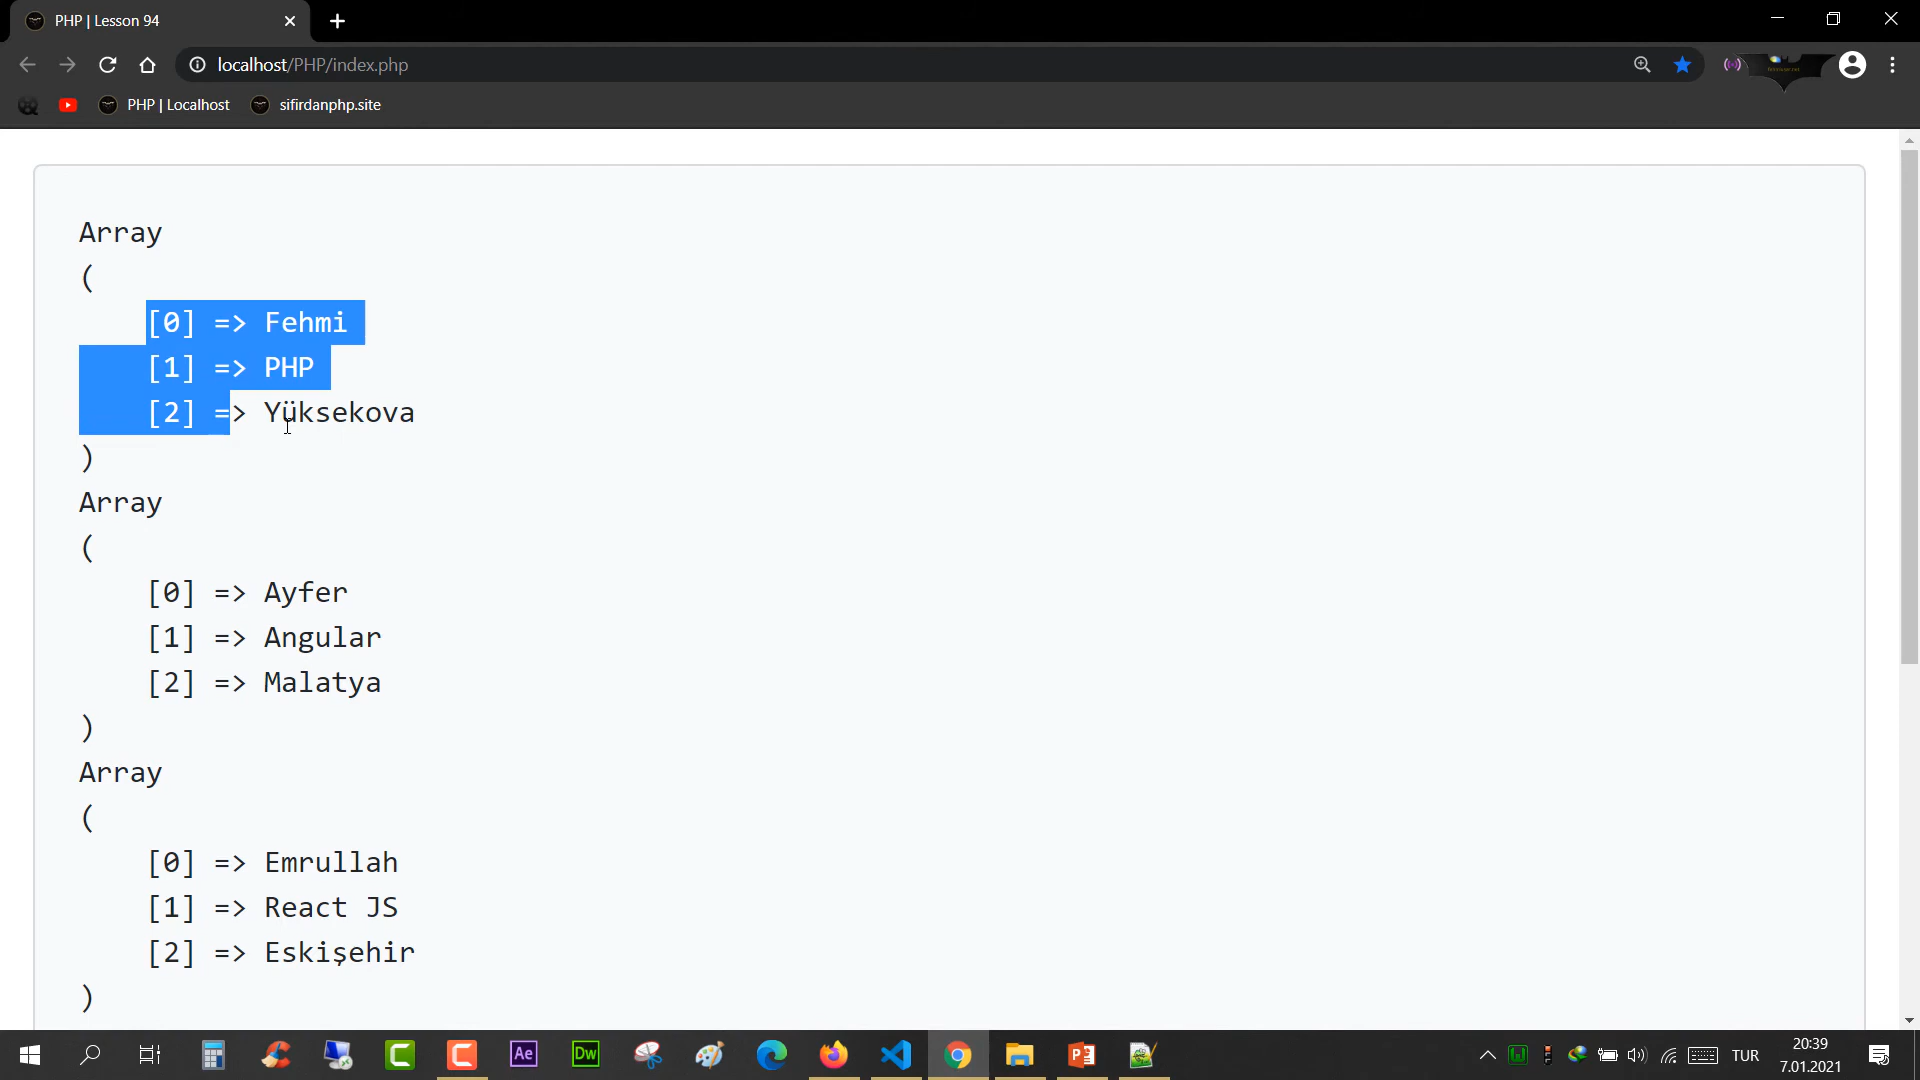 PHP | Lesson 94
localhost/PHP/index.php
PHP | Localhost
sifirdanphp.site
Array
(
[0] => Fehmi
[1] => PHP
[2] => Yüksekova
)
Array
(
[0] => Ayfer
[1] => Angular
[2] => Malatya
)
Array
(
[0] => Emrullah
[1] => React JS
[2] => Eskişehir
)
Ae
Dw
TUR
20:39
7.01.2021